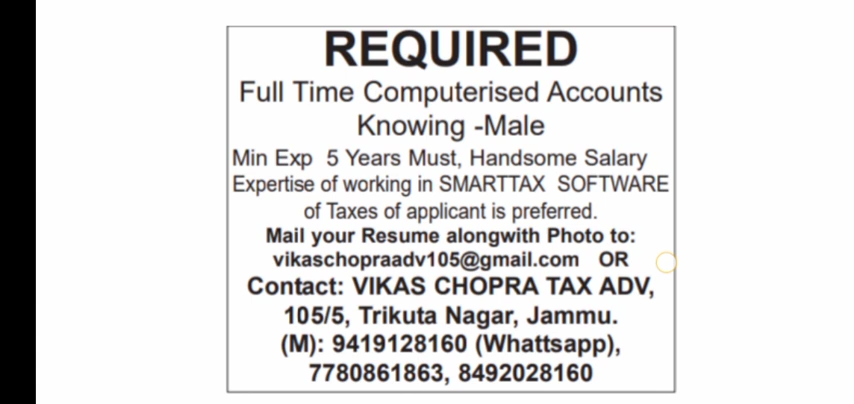 REQUIRED
Full Time Computerised Accounts
Knowing -Male
Min Exp 5 Years Must, Handsome Salary
Expertise of working in SMARTTAX SOFTWARE
of Taxes of applicant is preferred.
Mail your Resume alongwith Photo to:
vikaschopraadv105@gmail.com OR
Contact: VIKAS CHOPRA TAX ADV,
105/5, Trikuta Nagar, Jammu.
(M): 9419128160 (Whattsapp),
7780861863, 8492028160